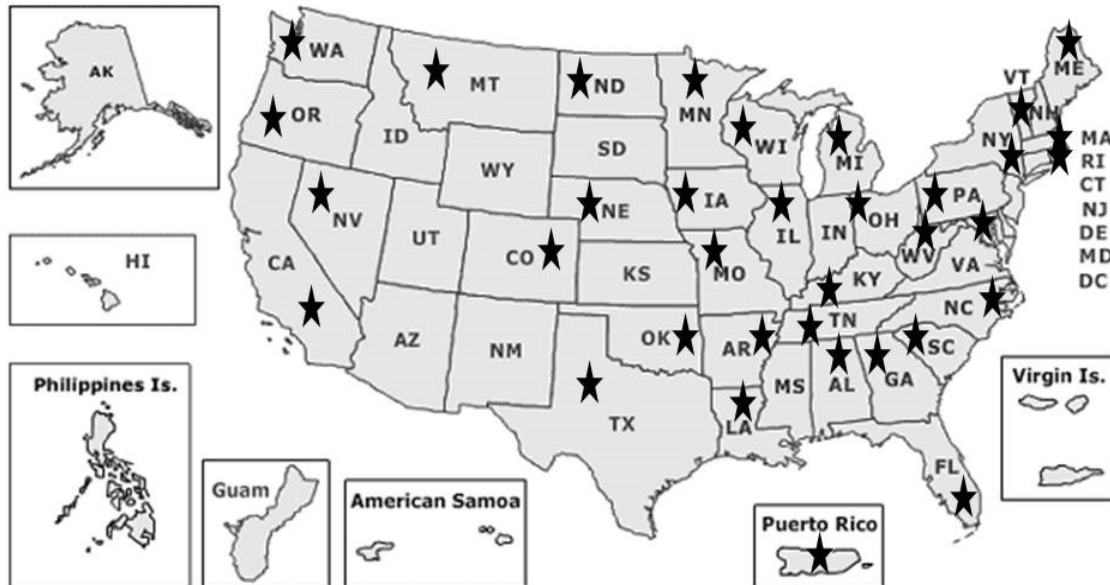 AK
WA
MT
ND
MN
VT
ME
OR
ID
WY
SD
WI
MI
NY
NH
MA
RI
CT
NJ
DE
MD
DC
NV
UT
CO
NE
KS
IA
IL
IN
OH
PA
WV
VA
MO
KY
CA
AZ
NM
OK
AR
TN
NC
SC
MS
AL
GA
TX
LA
FL
HI
Philippines Is.
Guam
American Samoa
Puerto Rico
Virgin Is.